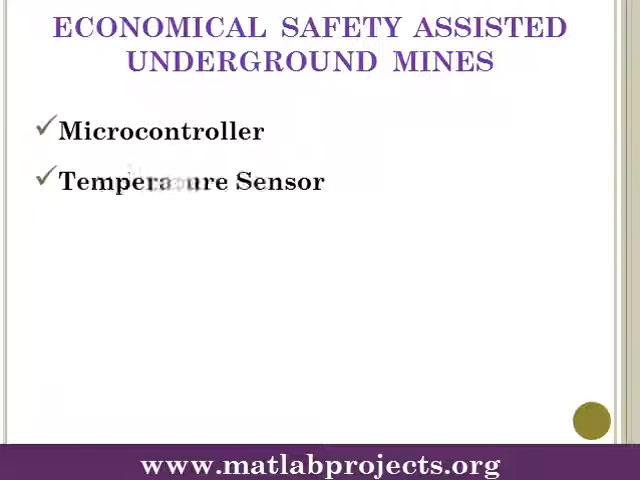 ECONOMICAL SAFETY ASSISTED
UNDERGROUND MINES
Microcontroller
Temperature Sensor
www.matlabprojects.org